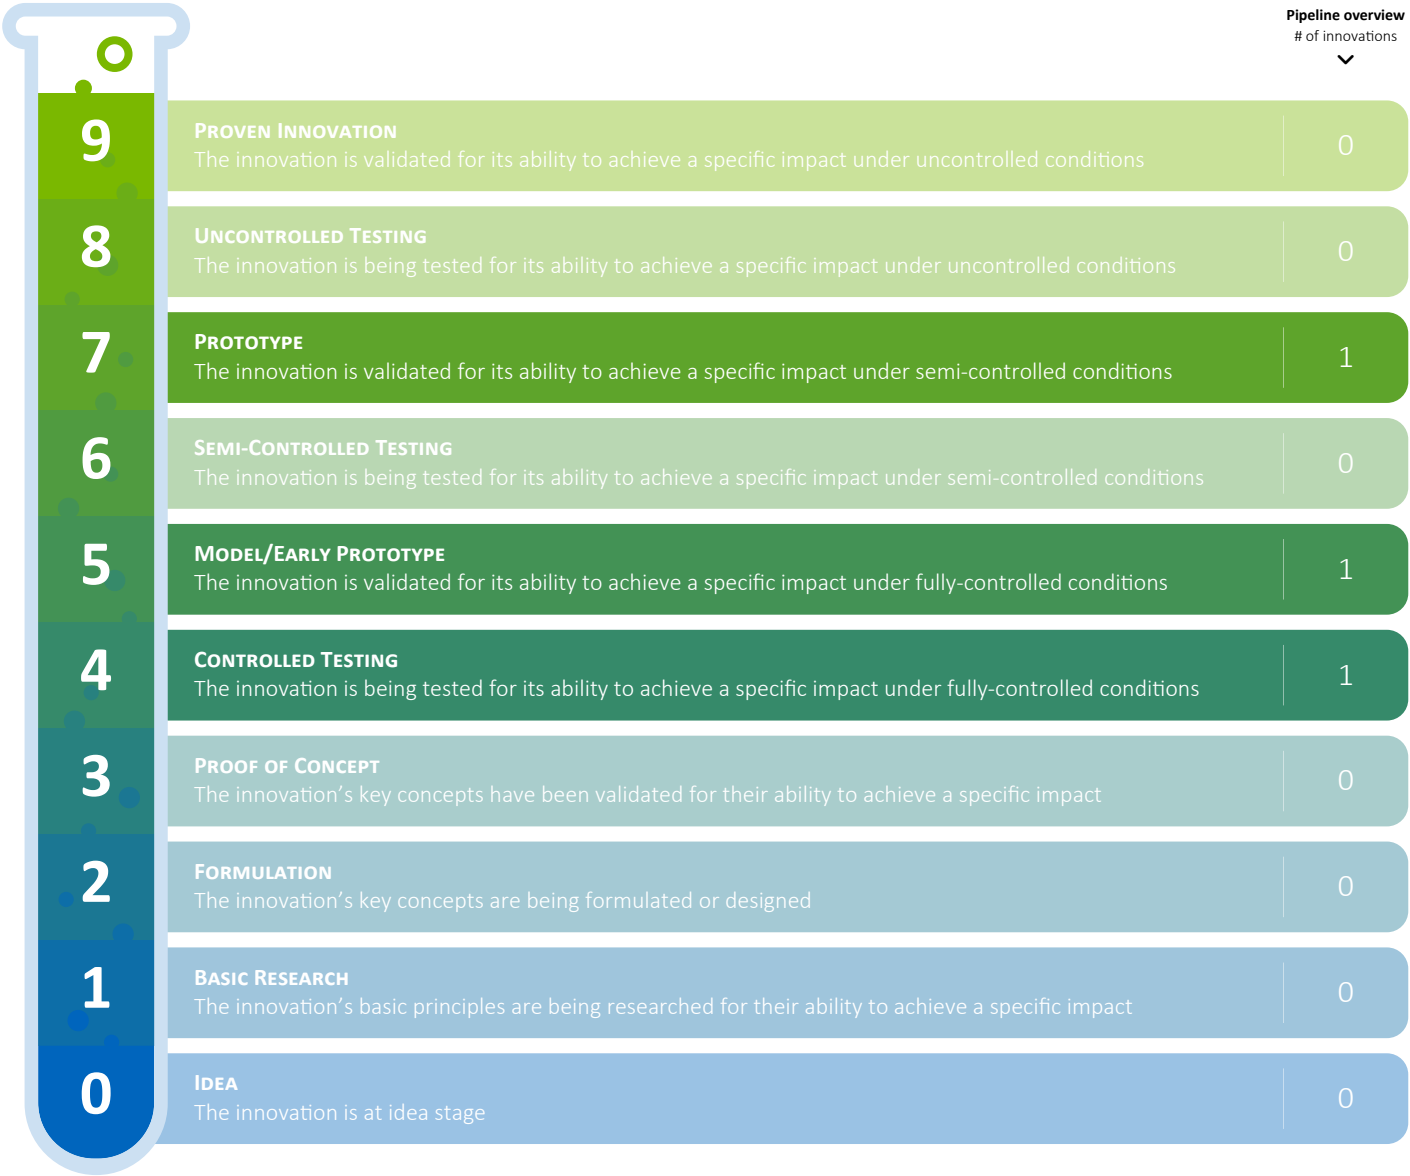 Pipeline overview
# of innovations
9
PROVEN INNOVATION
The innovation is validated for its ability to achieve a specific impact under uncontrolled conditions
0
8
UNCONTROLLED TESTING
The innovation is being tested for its ability to achieve a specific impact under uncontrolled conditions
0
7
PROTOTYPE
The innovation is validated for its ability to achieve a specific impact under semi-controlled conditions
1
6
SEMI-CONTROLLED TESTING
The innovation is being tested for its ability to achieve a specific impact under semi-controlled conditions
0
5
MODEL/EARLY PROTOTYPE
The innovation is validated for its ability to achieve a specific impact under fully-controlled conditions
1
4
CONTROLLED TESTING
The innovation is being tested for its ability to achieve a specific impact under fully-controlled conditions
1
3
PROOF OF CONCEPT
The innovation’s key concepts have been validated for their ability to achieve a specific impact
0
2
FORMULATION
The innovation’s key concepts are being formulated or designed
0
1
BASIC RESEARCH
The innovation’s basic principles are being researched for their ability to achieve a specific impact
0
0
IDEA
The innovation is at idea stage
0